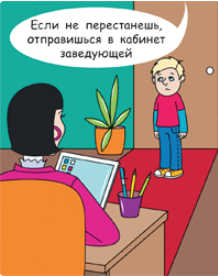 Если не перестанешь,
отправишься в кабинет
заведующей